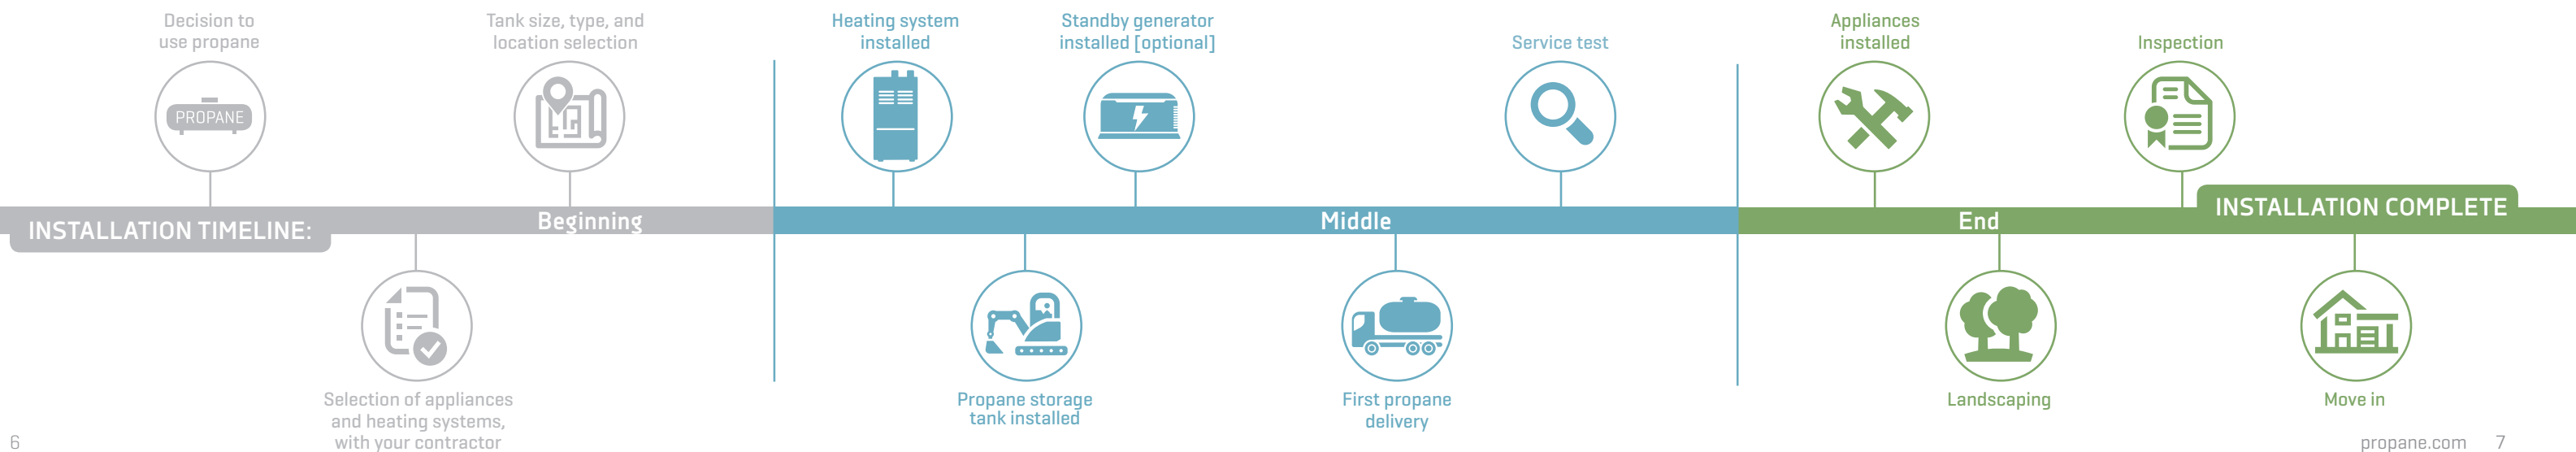 Decision to
use propane
PROPANE
Tank size, type, and
location selection
Heating system
installed
Standby generator
installed [optional]
Service test
Appliances
installed
Inspection
INSTALLATION TIMELINE:
Beginning
Middle
End
INSTALLATION COMPLETE
Selection of appliances
and heating systems,
with your contractor
Propane storage
tank installed
First propane
delivery
Landscaping
Move in
6
propane.com 7